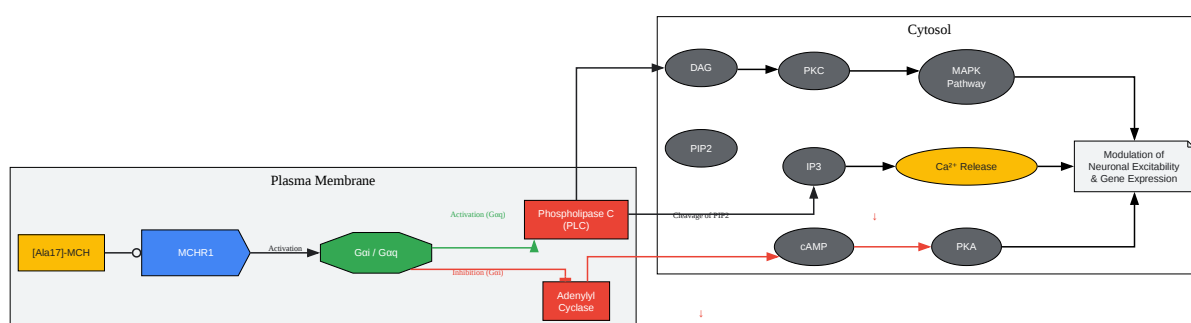 Cytosol
DAG
PKC
MAPK
Pathway
PIP2
IP3
Ca²⁺ Release
Modulation of
Neuronal Excitability
& Gene Expression
Plasma Membrane
Activation (Gαq)
Phospholipase C
(PLC)
Cleavage of PIP2
↓
[Ala17]-MCH
MCHR1
Activation
Gαi / Gαq
cAMP
PKA
Inhibition (Gαi)
Adenylyl
Cyclase
↓